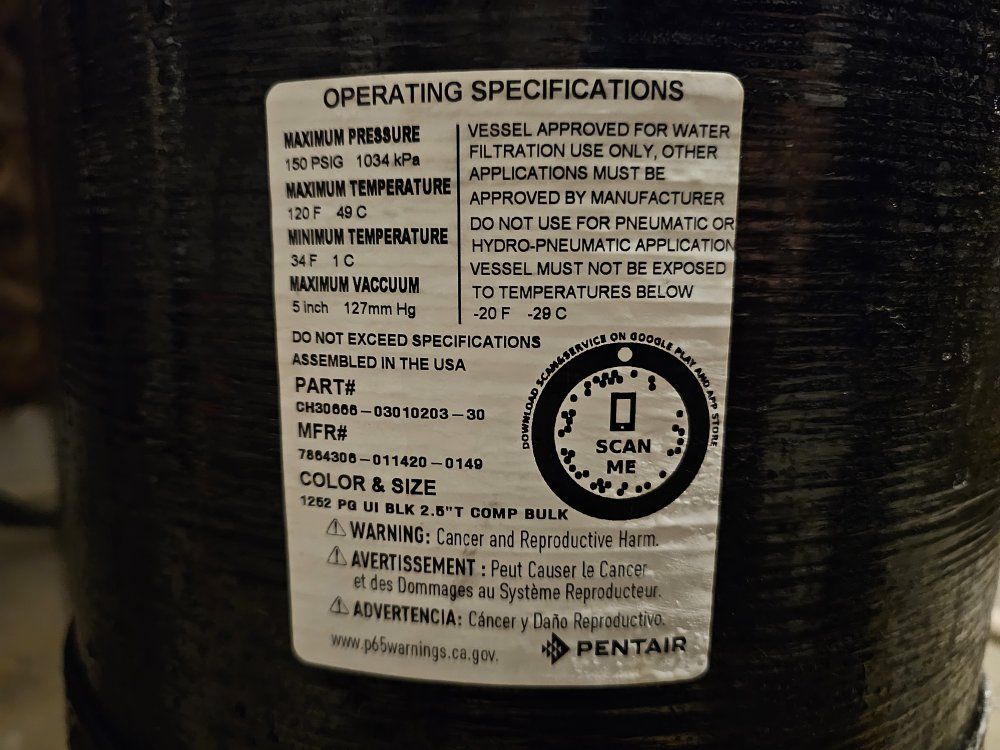 OPERATING SPECIFICATIONS
MAXIMUM PRESSURE
150 PSIG 1034 kPa
MAXIMUM TEMPERATURE
120 F 49 C
MINIMUM TEMPERATURE
34 F 1 C
MAXIMUM VACCUUM
5 inch 127mm Hg
VESSEL APPROVED FOR WATER
FILTRATION USE ONLY, OTHER
APPLICATIONS MUST BE
APPROVED BY MANUFACTURER
DO NOT USE FOR PNEUMATIC OR
HYDRO-PNEUMATIC APPLICATION
VESSEL MUST NOT BE EXPOSED
TO TEMPERATURES BELOW
-20 F -29 C
DO NOT EXCEED SPECIFICATIONS
ASSEMBLED IN THE USA
PART#
CH30666-03010203-30
MFR#
7864306-011420-0149
COLOR & SIZE
1252 PG UI BLK 2.5"T COMP BULK
DOWNLOAD SCAN&SERVICE ON GOOGLE PLAY AND APP STORE
SCAN
ME
⚠ WARNING: Cancer and Reproductive Harm.
⚠ AVERTISSEMENT : Peut Causer le Cancer
et des Dommages au Système Reproducteur.
⚠ ADVERTENCIA: Cáncer y Daño Reproductivo.
www.p65warnings.ca.gov.
PENTAIR